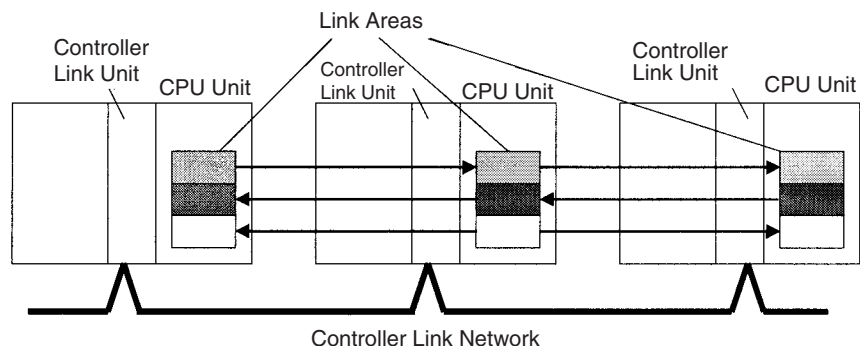 Link Areas
Controller
Link Unit
CPU Unit
Controller
Link Unit
CPU Unit
Controller
Link Unit
CPU Unit
Controller Link Network